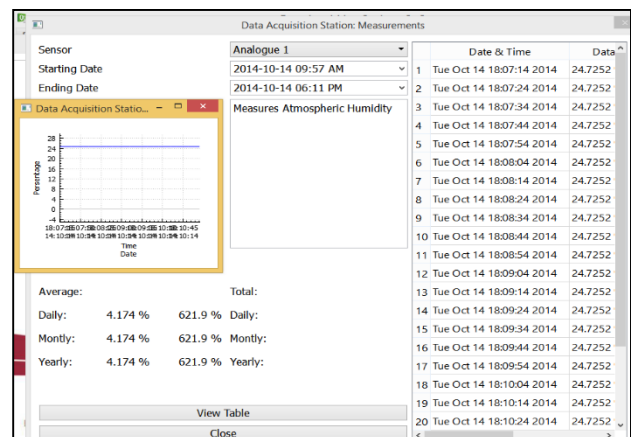 Data Acquisition Station: Measurements
Sensor Analogue 1
Starting Date 2014-10-14 09:57 AM
Ending Date 2014-10-14 06:11 PM
Measures Atmospheric Humidity
Data Acquisition Statio...
28
24
20
16
12
8
4
0
-4
Persentage
Time
Date
Average: Total:
Daily: 4.174 % 621.9 % Daily:
Montly: 4.174 % 621.9 % Montly:
Yearly: 4.174 % 621.9 % Yearly:
View Table
Close
Date & Time Data
1 Tue Oct 14 18:07:14 2014 24.7252
2 Tue Oct 14 18:07:24 2014 24.7252
3 Tue Oct 14 18:07:34 2014 24.7252
4 Tue Oct 14 18:07:44 2014 24.7252
5 Tue Oct 14 18:07:54 2014 24.7252
6 Tue Oct 14 18:08:04 2014 24.7252
7 Tue Oct 14 18:08:14 2014 24.7252
8 Tue Oct 14 18:08:24 2014 24.7252
9 Tue Oct 14 18:08:34 2014 24.7252
10 Tue Oct 14 18:08:44 2014 24.7252
11 Tue Oct 14 18:08:54 2014 24.7252
12 Tue Oct 14 18:09:04 2014 24.7252
13 Tue Oct 14 18:09:14 2014 24.7252
14 Tue Oct 14 18:09:24 2014 24.7252
15 Tue Oct 14 18:09:34 2014 24.7252
16 Tue Oct 14 18:09:44 2014 24.7252
17 Tue Oct 14 18:09:54 2014 24.7252
18 Tue Oct 14 18:10:04 2014 24.7252
19 Tue Oct 14 18:10:14 2014 24.7252
20 Tue Oct 14 18:10:24 2014 24.7252